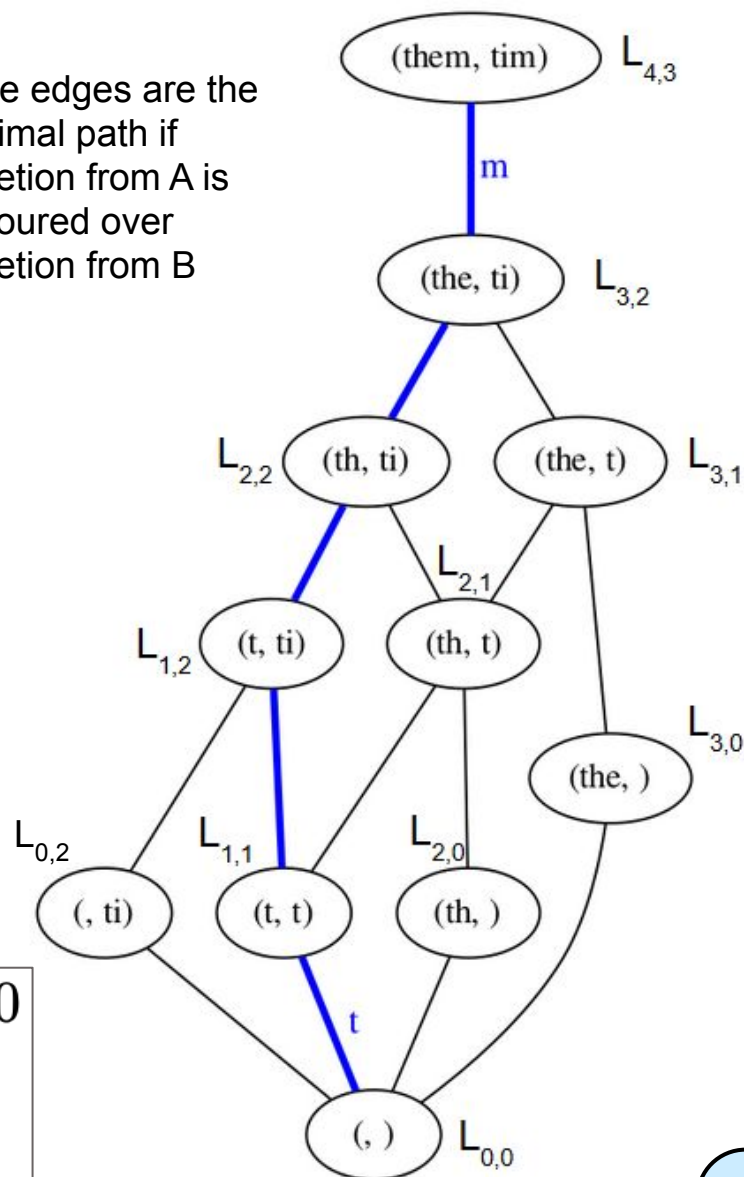 (them, tim) L4,3
e edges are the
imal path if
etion from A is
oured over
etion from B
m
(the, ti) L3,2
L2,2 (th, ti) (the, t) L3,1
L2,1
L1,2 (t, ti) (th, t)
L3,0
(the, )
L0,2 L1,1 L2,0
(, ti) (t, t) (th, )
0
t
(, ) L0,0